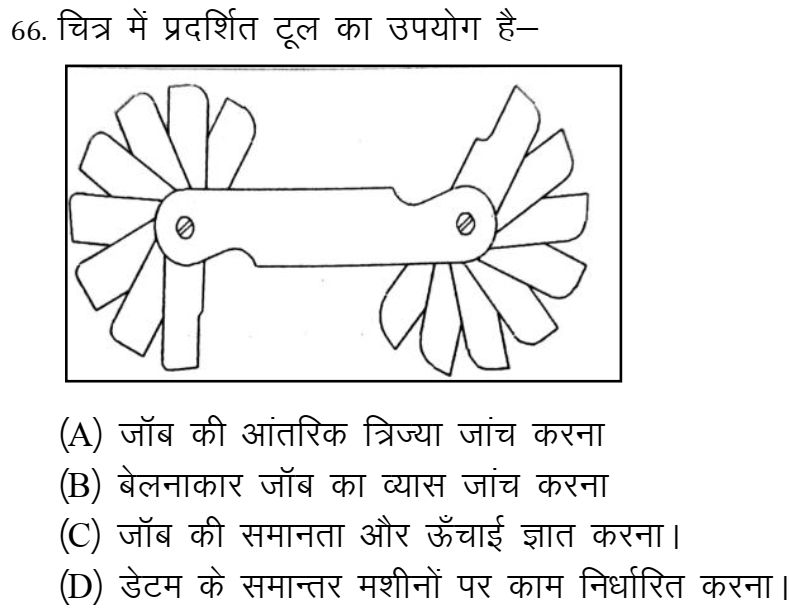 66. चित्र में प्रदर्शित टूल का उपयोग है–
(A) जॉब की आंतरिक त्रिज्या जांच करना
(B) बेलनाकार जॉब का व्यास जांच करना
(C) जॉब की समानता और ऊँचाई ज्ञात करना।
(D) डेटम के समान्तर मशीनों पर काम निर्धारित करना।